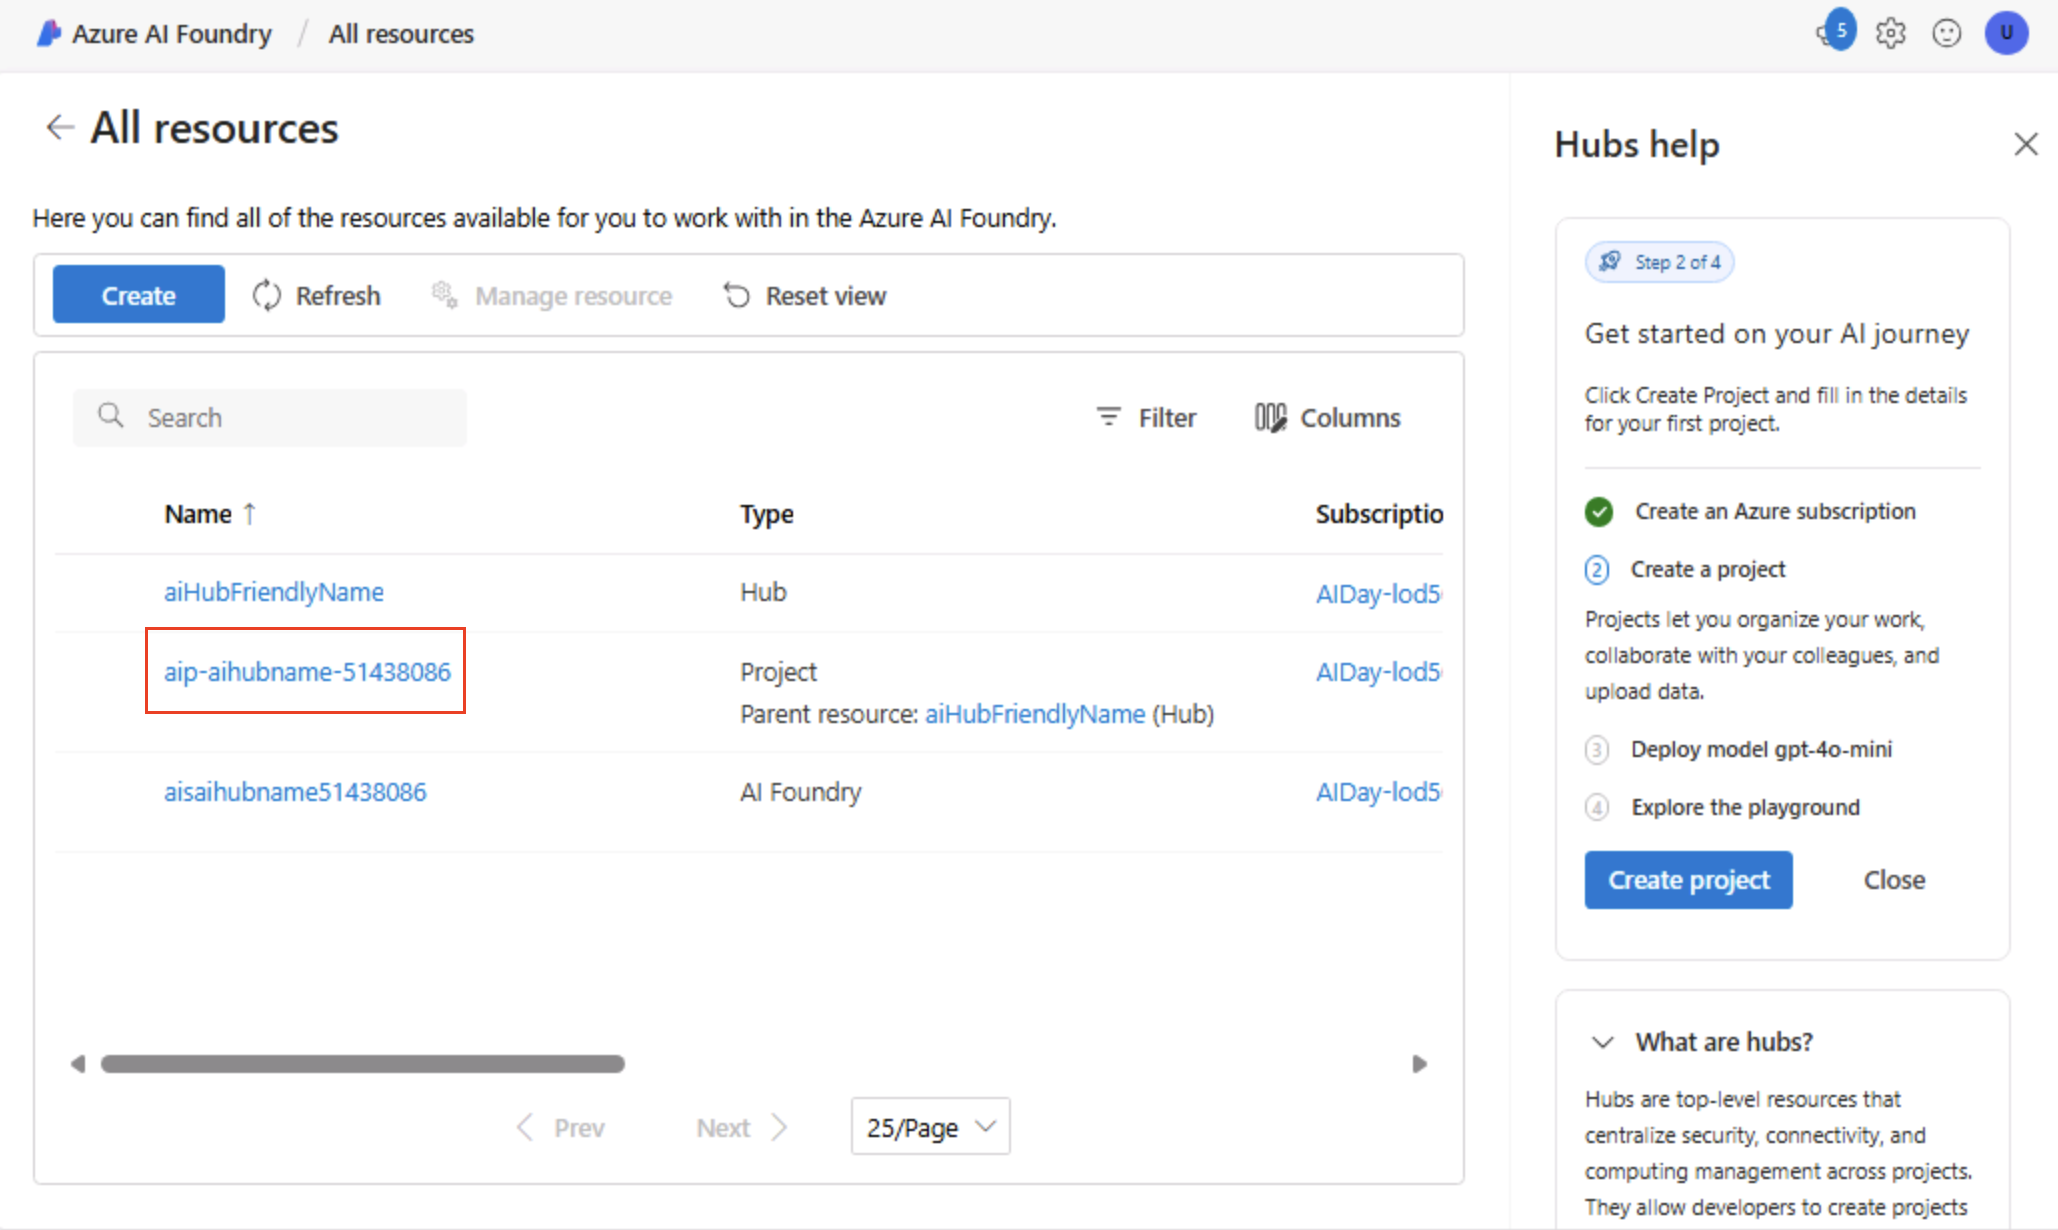 Azure AI Foundry / All resources
5
U
All resources
Here you can find all of the resources available for you to work with in the Azure AI Foundry.
Create Refresh Manage resource Reset view
Search Filter Columns
Name ↑ Type Subscriptio
aiHubFriendlyName Hub AIDay-lod5
aip-aihubname-51438086 Project AIDay-lod5
Parent resource: aiHubFriendlyName (Hub)
aisaihubname51438086 AI Foundry AIDay-lod5
Prev Next 25/Page
Hubs help
Step 2 of 4
Get started on your AI journey
Click Create Project and fill in the details
for your first project.
Create an Azure subscription
2 Create a project
Projects let you organize your work,
collaborate with your colleagues, and
upload data.
3 Deploy model gpt-4o-mini
4 Explore the playground
Create project Close
What are hubs?
Hubs are top-level resources that
centralize security, connectivity, and
computing management across projects.
They allow developers to create projects